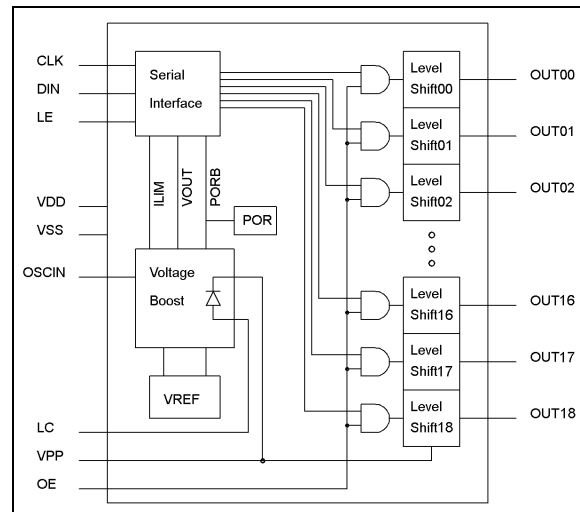 CLK
DIN
LE
VDD
VSS
OSCIN
LC
VPP
OE
Serial
Interface
ILIM
VOUT
PORB
POR
Voltage
Boost
VREF
Level
Shift00
Level
Shift01
Level
Shift02
Level
Shift16
Level
Shift17
Level
Shift18
OUT00
OUT01
OUT02
OUT16
OUT17
OUT18